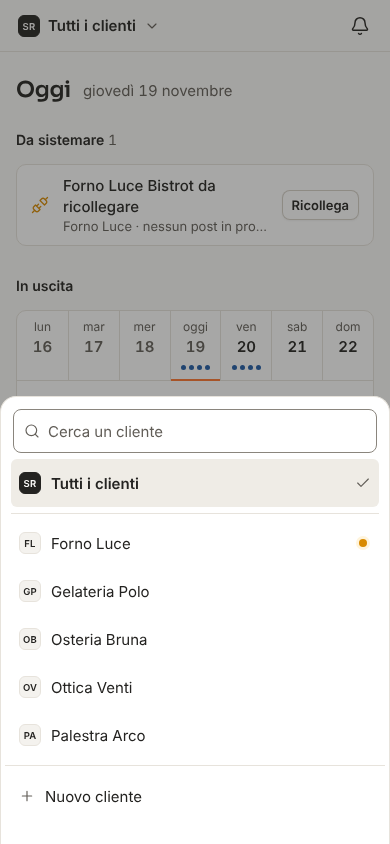 SR Tutti i clienti
Oggi giovedì 19 novembre
Da sistemare 1
Forno Luce Bistrot da
ricollegare
Forno Luce · nessun post in pro...
Ricollega
In uscita
lun mar mer oggi ven sab dom
16 17 18 19 20 21 22
Cerca un cliente
SR Tutti i clienti
FL Forno Luce
GP Gelateria Polo
OB Osteria Bruna
OV Ottica Venti
PA Palestra Arco
+ Nuovo cliente